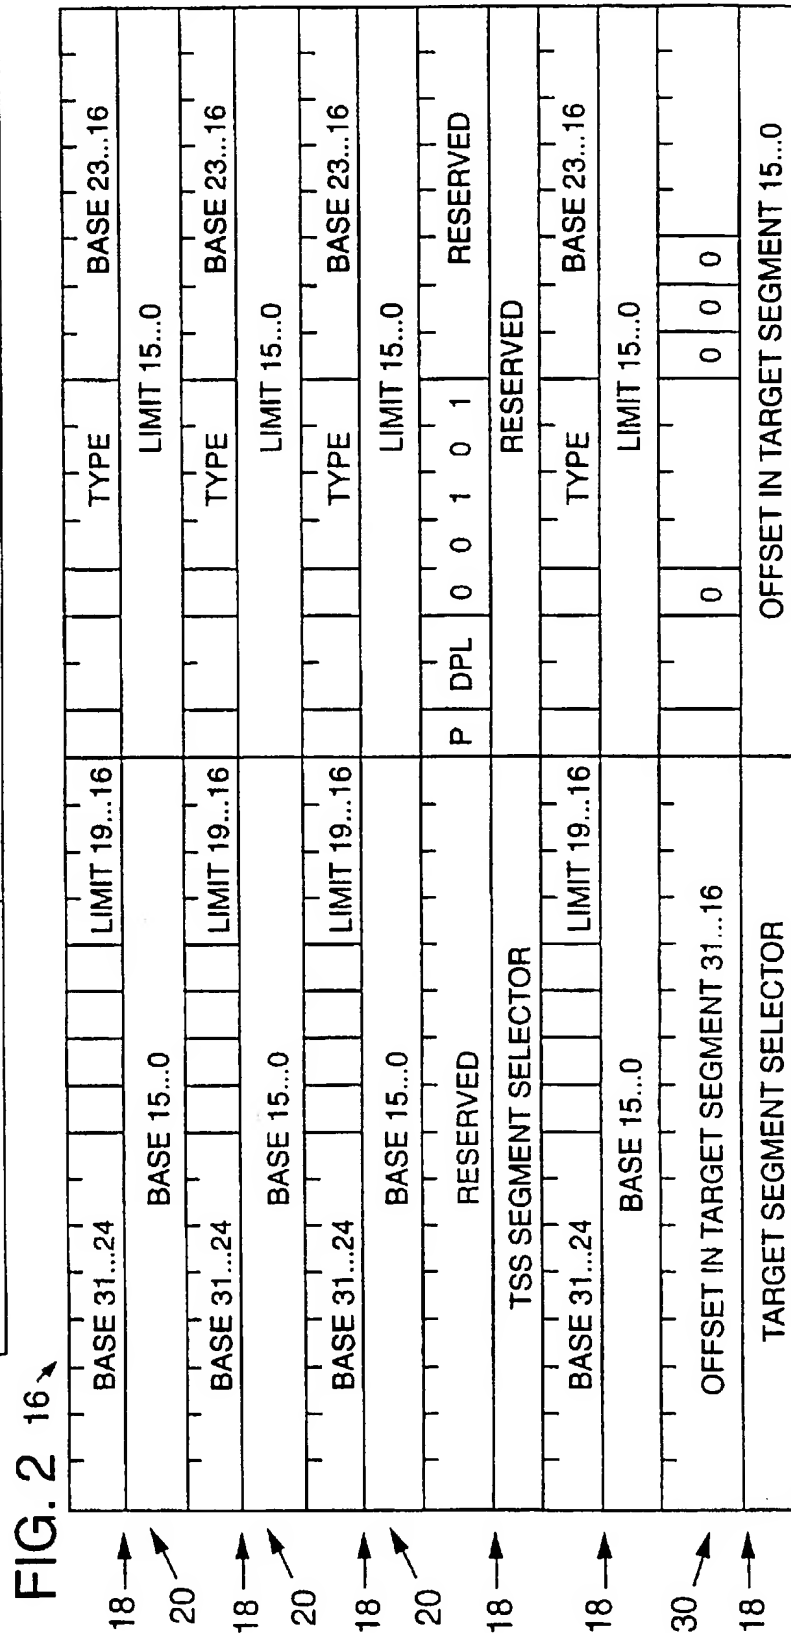 FIG. 2 16
BASE 31...24 LIMIT 19...16 TYPE BASE 23...16
18
BASE 15...0 LIMIT 15...0
20
BASE 31...24 LIMIT 19...16 TYPE BASE 23...16
18
BASE 15...0 LIMIT 15...0
20
BASE 31...24 LIMIT 19...16 TYPE BASE 23...16
18
BASE 15...0 LIMIT 15...0
20
RESERVED P DPL 0 0 1 0 1 RESERVED
18
TSS SEGMENT SELECTOR RESERVED
BASE 31...24 LIMIT 19...16 TYPE BASE 23...16
18
BASE 15...0 LIMIT 15...0
OFFSET IN TARGET SEGMENT 31...16 0 0 0 0
30
18
TARGET SEGMENT SELECTOR OFFSET IN TARGET SEGMENT 15...0